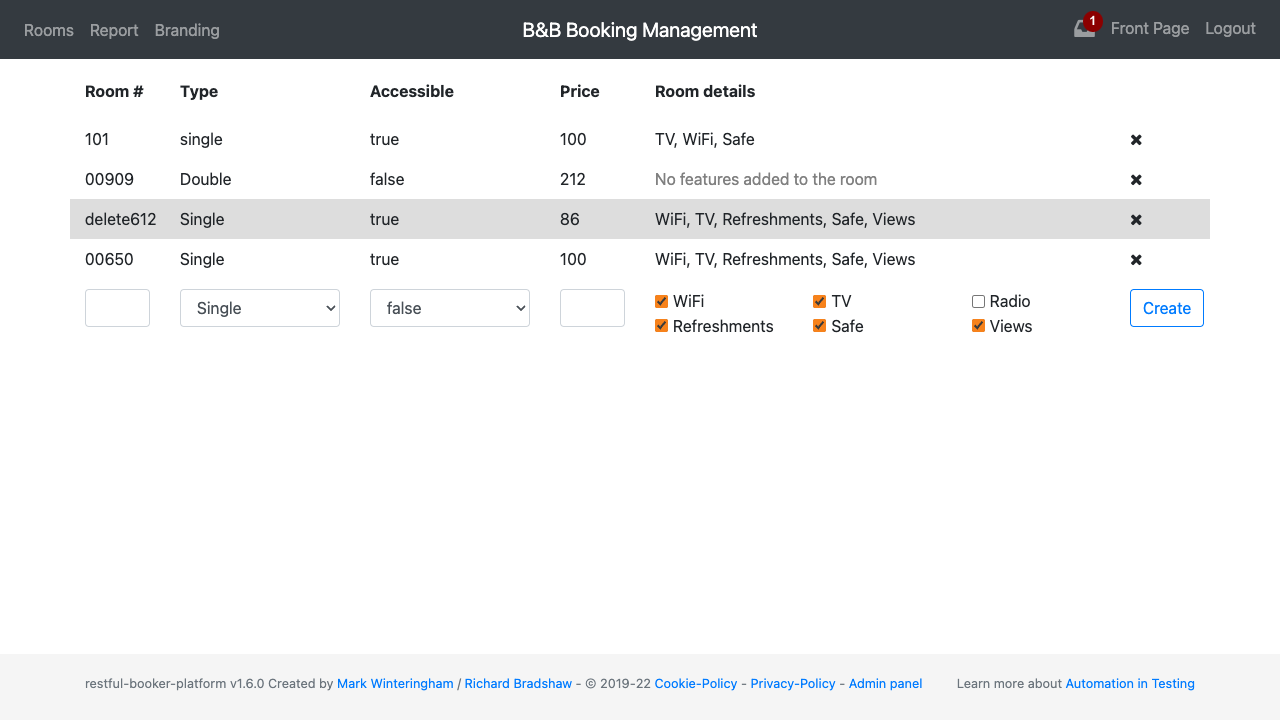 Rooms Report Branding B&B Booking Management 1 Front Page Logout
Room # Type Accessible Price Room details
101 single true 100 TV, WiFi, Safe
00909 Double false 212 No features added to the room
delete612 Single true 86 WiFi, TV, Refreshments, Safe, Views
00650 Single true 100 WiFi, TV, Refreshments, Safe, Views
Single false WiFi TV Radio Create
Refreshments Safe Views
restful-booker-platform v1.6.0 Created by Mark Winteringham / Richard Bradshaw - © 2019-22 Cookie-Policy - Privacy-Policy - Admin panel Learn more about Automation in Testing